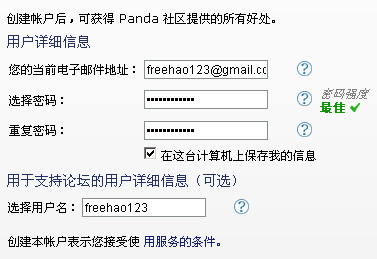 创建帐户后，可获得 Panda 社区提供的所有好处。
用户详细信息
您的当前电子邮件地址： freehao123@gmail.cc ?
选择密码： •••••••••••• ? 密码强度
最佳 ✔
重复密码： •••••••••••• ?
在这台计算机上保存我的信息
用于支持论坛的用户详细信息（可选）
选择用户名： freehao123 ?
创建本帐户表示您接受使 用服务的条件。